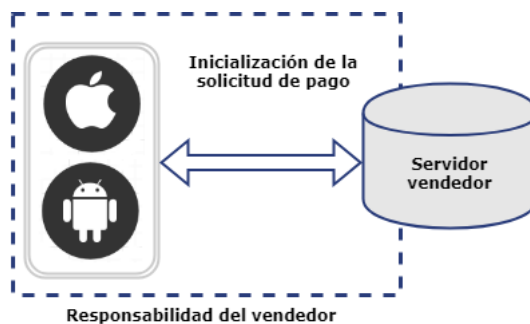 Inicialización de la
solicitud de pago
Servidor
vendedor
Responsabilidad del vendedor